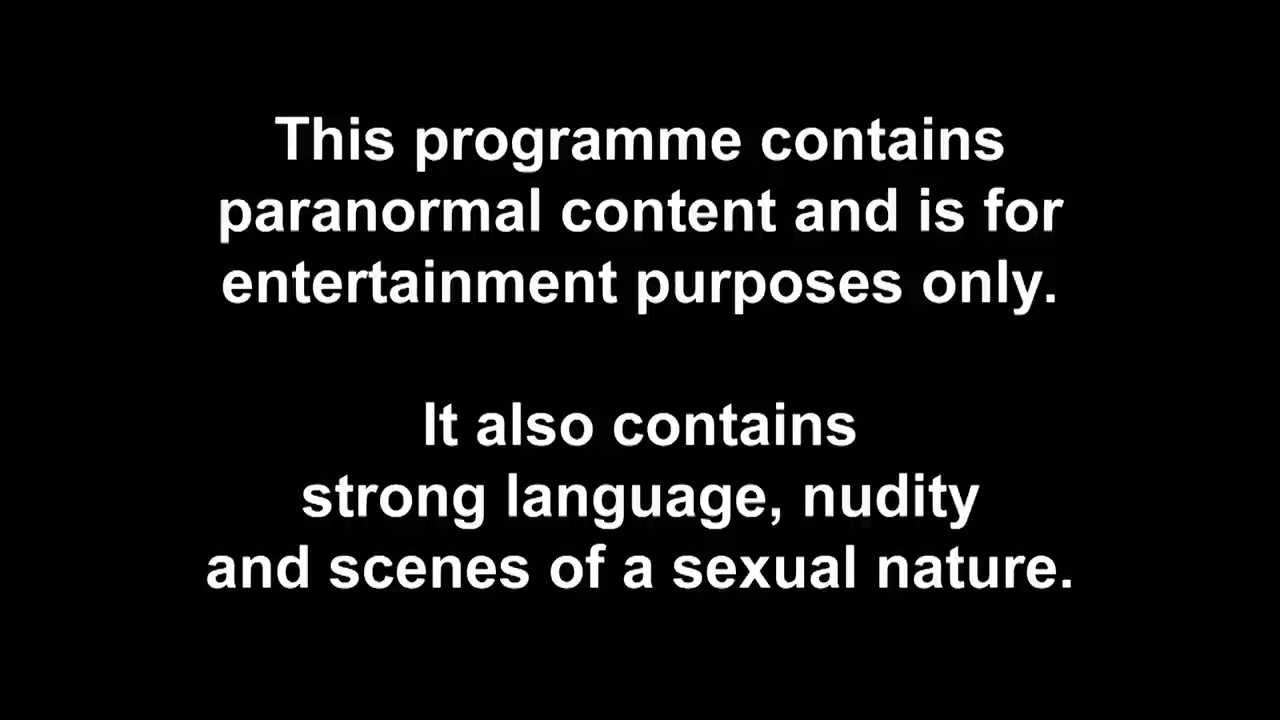 This programme contains
paranormal content and is for
entertainment purposes only.
It also contains
strong language, nudity
and scenes of a sexual nature.